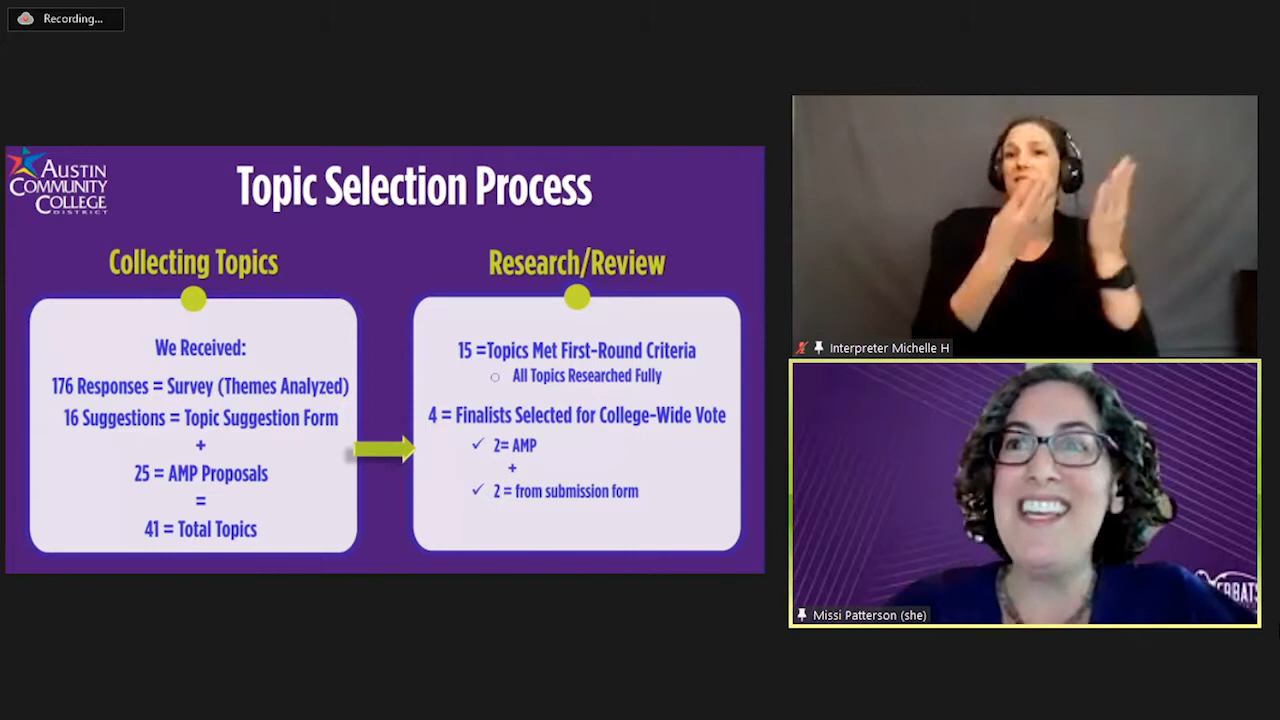 Recording...
AUSTIN
COMMUNITY
COLLEGE
DISTRICT
Topic Selection Process
Collecting Topics
We Received:
176 Responses = Survey (Themes Analyzed)
16 Suggestions = Topic Suggestion Form
+
25 = AMP Proposals
=
41 = Total Topics
Research/Review
15 =Topics Met First-Round Criteria
All Topics Researched Fully
4 = Finalists Selected for College-Wide Vote
2= AMP
+
2 = from submission form
Interpreter Michelle H
Missi Patterson (she)